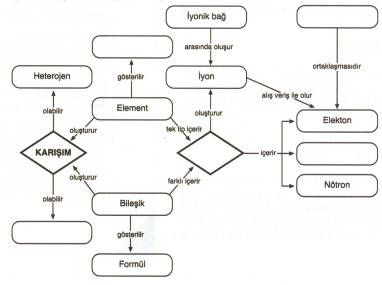 İyonik bağ
arasında oluşur
ortaklaşmasıdır
gösterilir
Heterojen
İyon
olabilir
Element
oluşturur
alış veriş ile olur
oluşturur
tek tip içerir
Elekton
KARIŞIM
içerir
oluşturur
farklı içerir
olabilir
Bileşik
Nötron
gösterilir
Formül